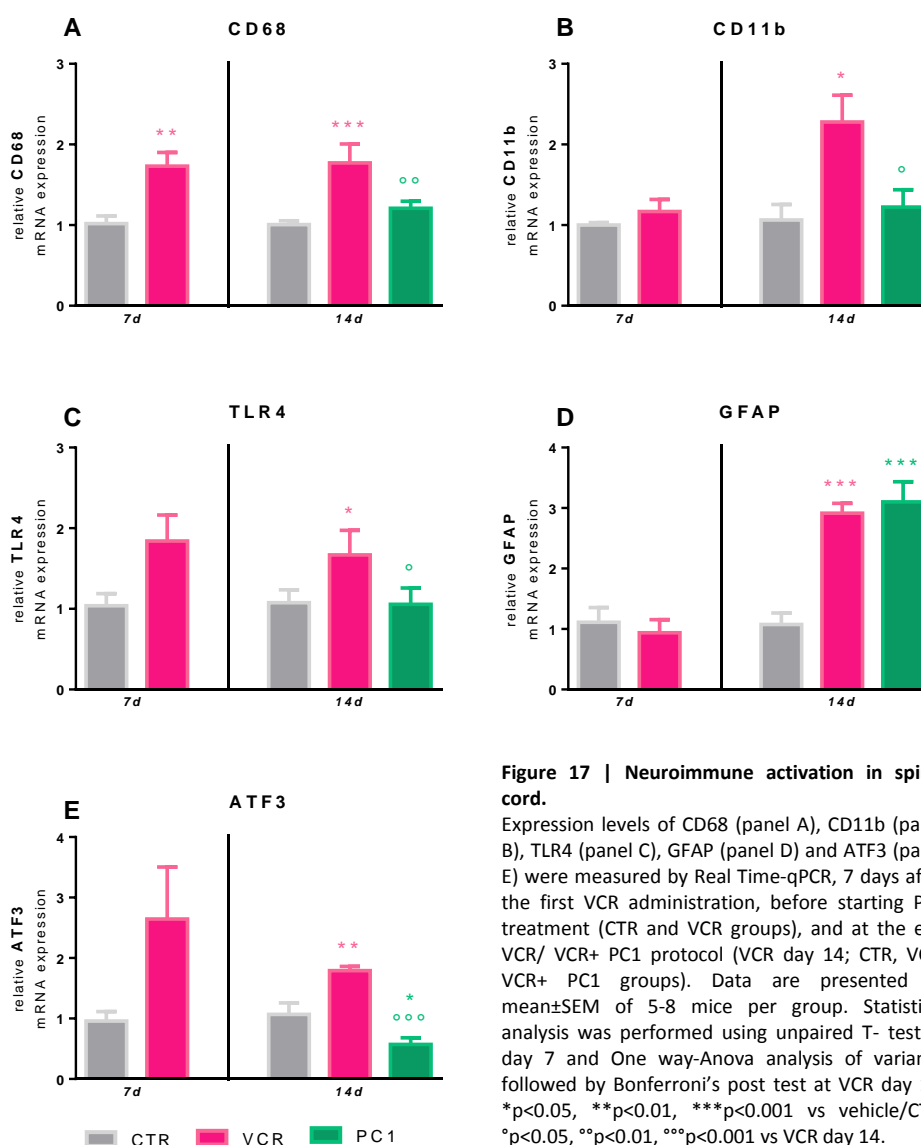 A
CD68
3
2
1
0
relative CD68
mRNA expression
**
***
°°
7d
14d
B
CD11b
3
2
1
0
relative CD11b
mRNA expression
*
°
7d
14d
C
TLR4
3
2
1
0
relative TLR4
mRNA expression
*
°
7d
14d
D
GFAP
4
3
2
1
0
relative GFAP
mRNA expression
***
***
7d
14d
E
ATF3
4
3
2
1
0
relative ATF3
mRNA expression
**
*
°°°
7d
14d
CTR VCR PC1
Figure 17 | Neuroimmune activation in spi
cord.
Expression levels of CD68 (panel A), CD11b (pa
B), TLR4 (panel C), GFAP (panel D) and ATF3 (pa
E) were measured by Real Time-qPCR, 7 days af
the first VCR administration, before starting P
treatment (CTR and VCR groups), and at the e
VCR/ VCR+ PC1 protocol (VCR day 14; CTR, VC
VCR+ PC1 groups). Data are presented
mean±SEM of 5-8 mice per group. Statisti
analysis was performed using unpaired T- test
day 7 and One way-Anova analysis of varian
followed by Bonferroni's post test at VCR day
*p<0.05, **p<0.01, ***p<0.001 vs vehicle/CT
°p<0.05, °°p<0.01, °°°p<0.001 vs VCR day 14.